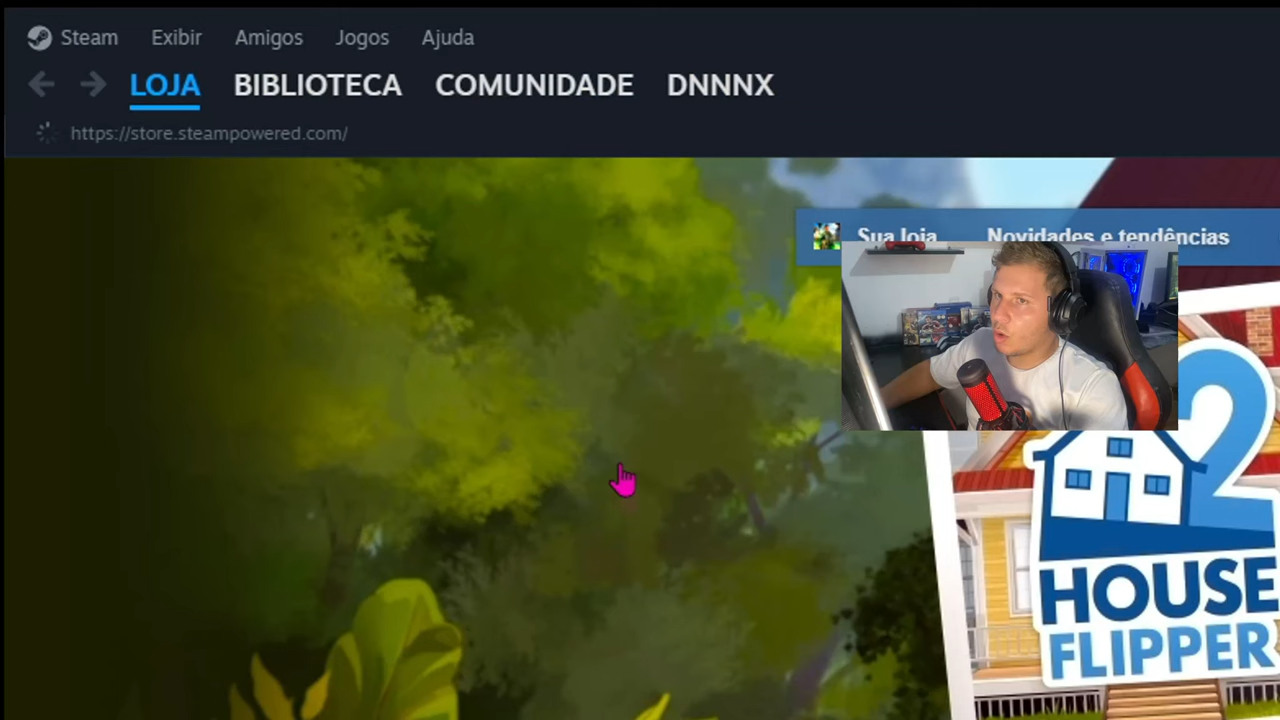 Steam Exibir Amigos Jogos Ajuda
LOJA BIBLIOTECA COMUNIDADE DNNNX
https://store.steampowered.com/
Sua loja Novidades e tendências
2
HOUSE
FLIPPER